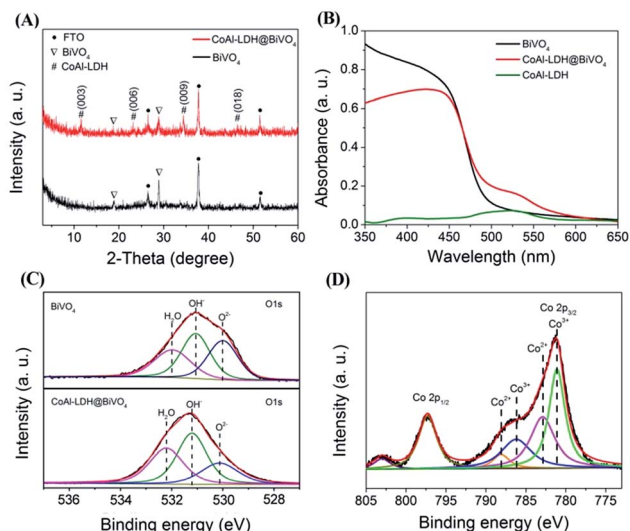 (A)
● FTO
▽ BiVO₄
# CoAl-LDH
CoAl-LDH@BiVO₄
BiVO₄
(003)
#
(006)
#
(009)
#
(018)
#
Intensity (a. u.)
10 20 30 40 50 60
2-Theta (degree)
(B)
BiVO₄
CoAl-LDH@BiVO₄
CoAl-LDH
Absorbance (a. u.)
1.0
0.8
0.6
0.4
0.2
0.0
350 400 450 500 550 600 650
Wavelength (nm)
(C)
BiVO₄
O1s
H₂O
OH⁻
O²⁻
CoAl-LDH@BiVO₄
O1s
H₂O
OH⁻
O²⁻
Intensity (a. u.)
536 534 532 530 528
Binding energy (eV)
(D)
Co 2p₃/₂
Co³⁺
Co²⁺
Co³⁺
Co²⁺
Co 2p₁/₂
Intensity (a. u.)
805 800 795 790 785 780 775
Binding energy (eV)